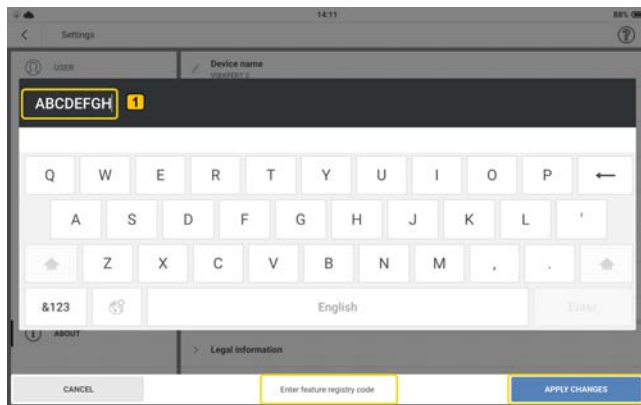 14:11
88%
Settings
USER
Device name
VIBXPERT 3
ABCDEFGH 1
Q W E R T Y U I O P
A S D F G H J K L '
Z X C V B N M , .
&123 English Enter
ABOUT
Legal information
CANCEL Enter feature registry code APPLY CHANGES